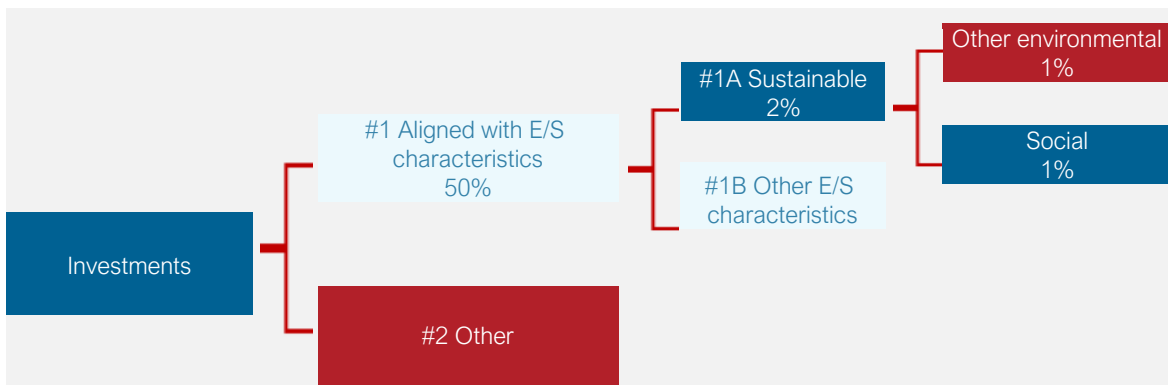 Investments
#1 Aligned with E/S
characteristics
50%
#2 Other
#1A Sustainable
2%
#1B Other E/S
characteristics
Other environmental
1%
Social
1%